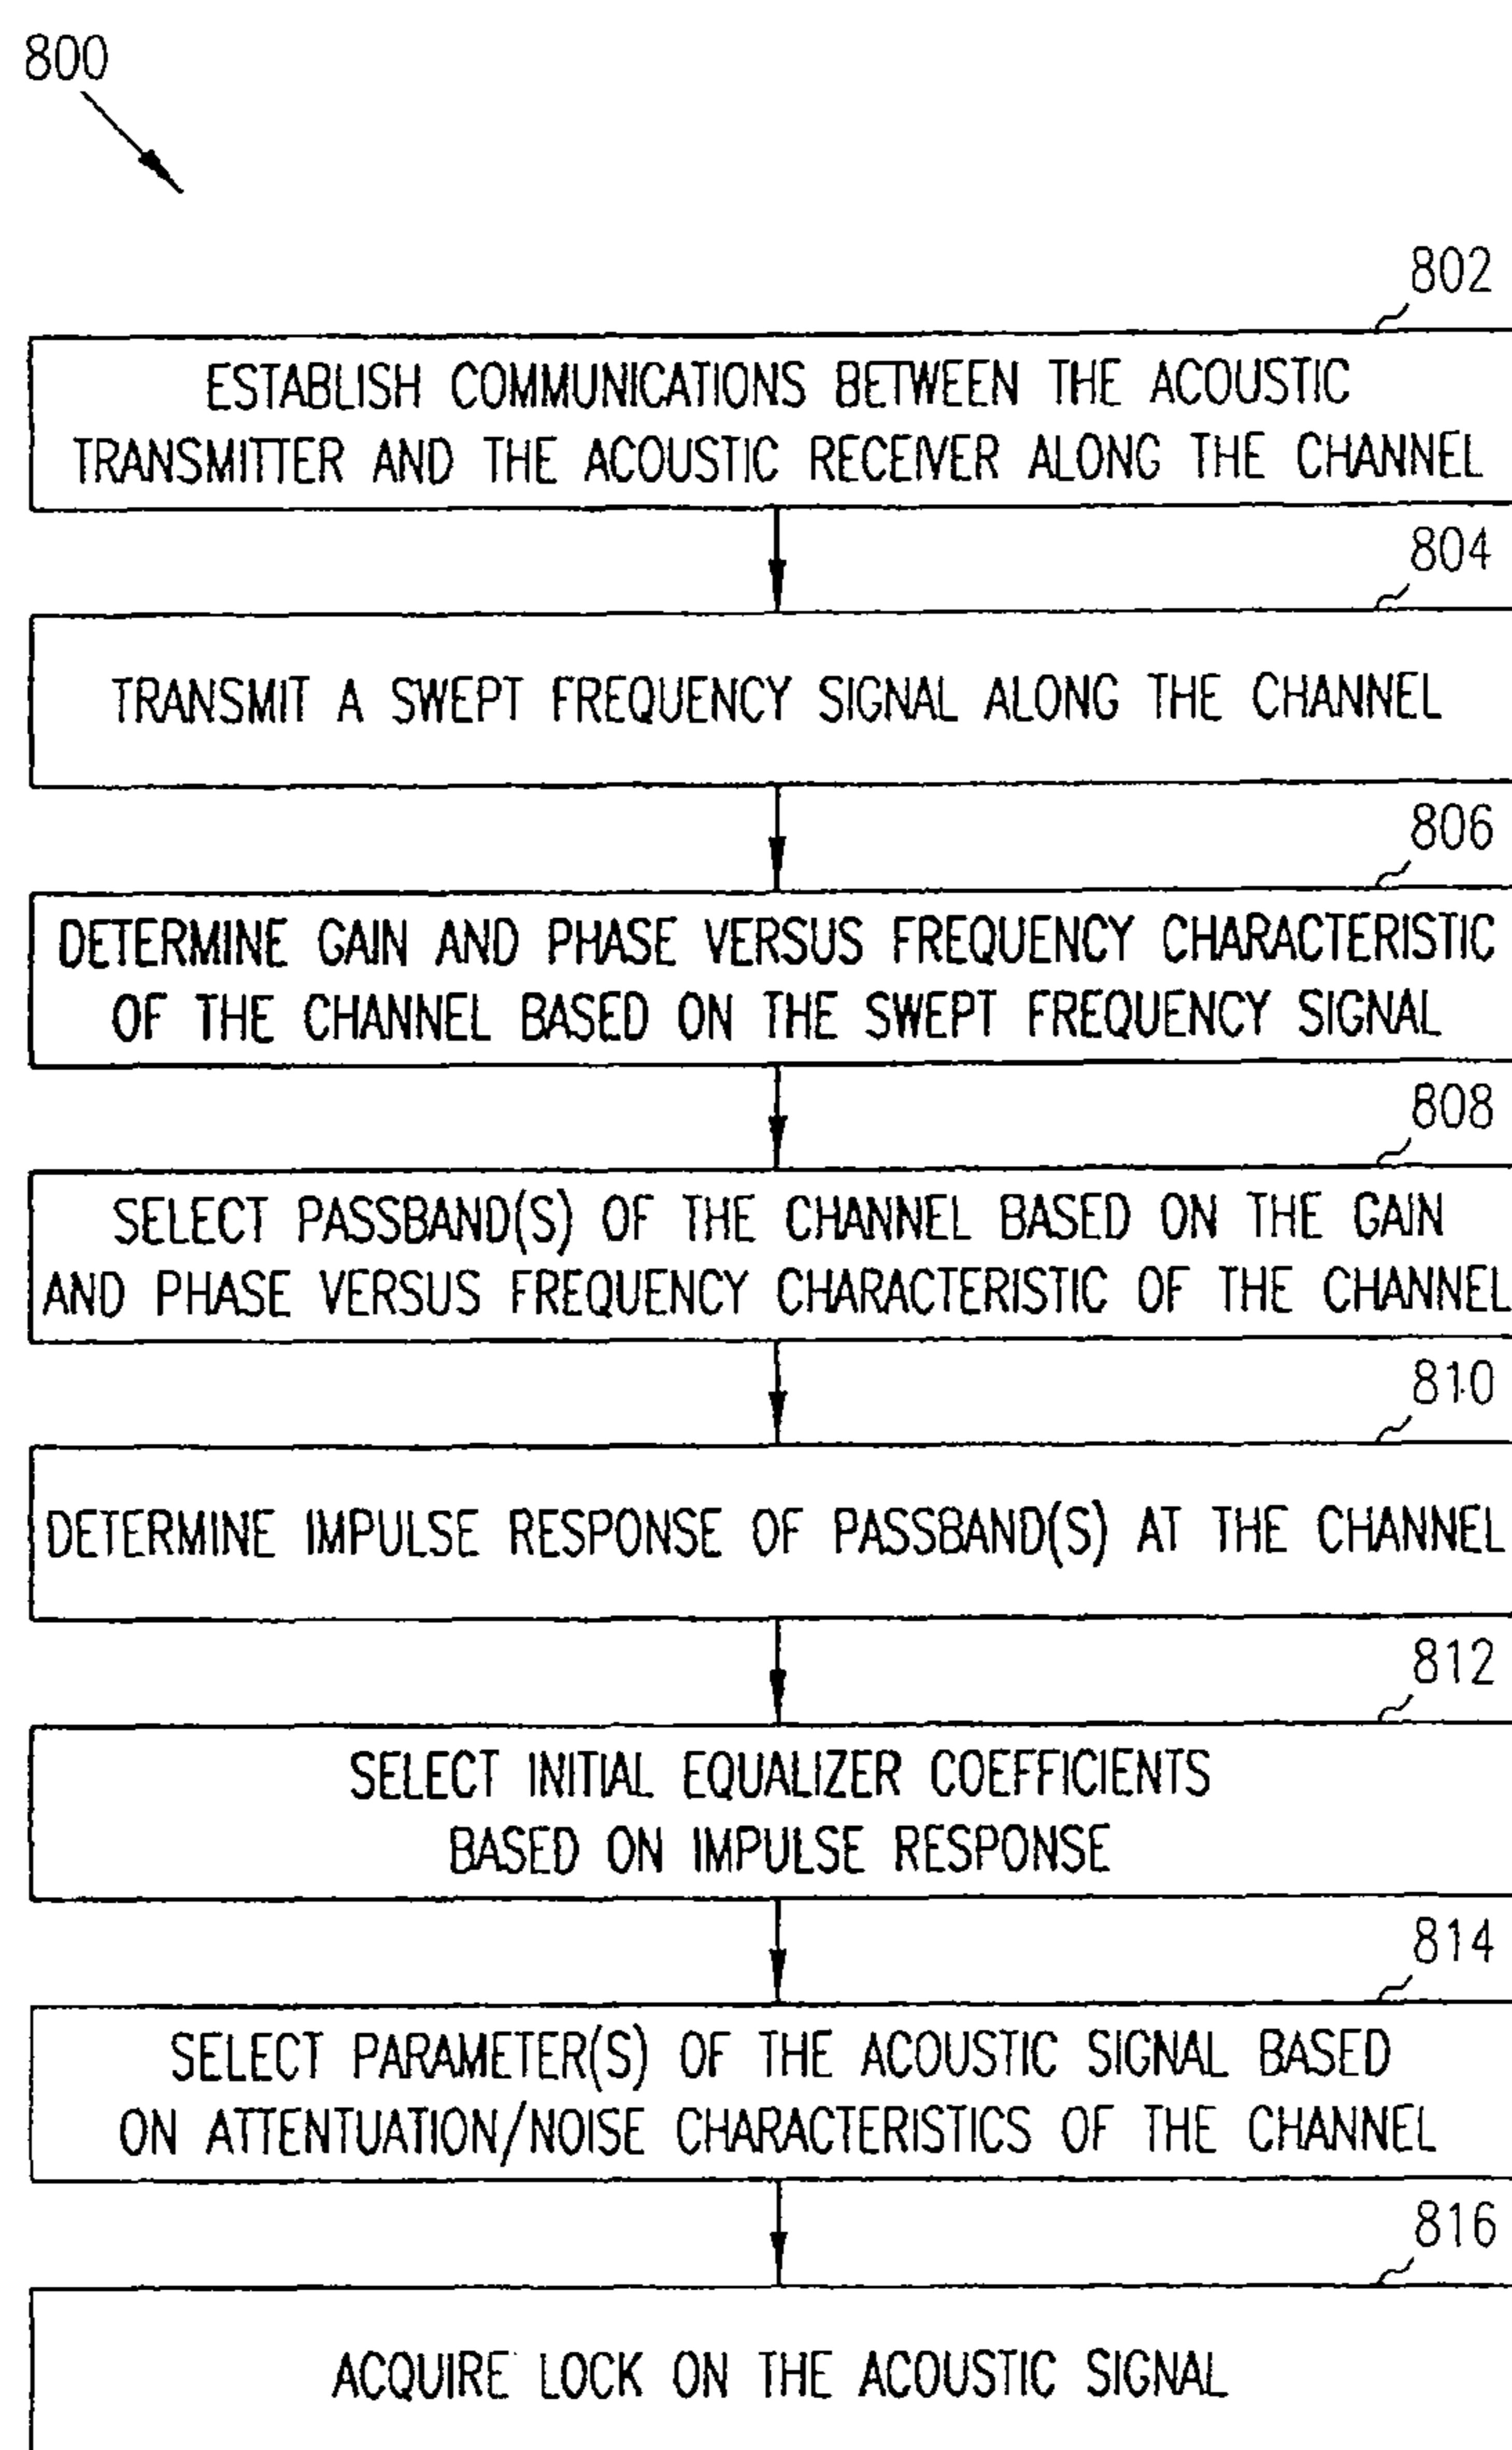 800
802
ESTABLISH COMMUNICATIONS BETWEEN THE ACOUSTIC
TRANSMITTER AND THE ACOUSTIC RECEIVER ALONG THE CHANNEL
804
TRANSMIT A SWEPT FREQUENCY SIGNAL ALONG THE CHANNEL
806
DETERMINE GAIN AND PHASE VERSUS FREQUENCY CHARACTERISTIC
OF THE CHANNEL BASED ON THE SWEPT FREQUENCY SIGNAL
808
SELECT PASSBAND(S) OF THE CHANNEL BASED ON THE GAIN
AND PHASE VERSUS FREQUENCY CHARACTERISTIC OF THE CHANNEL
810
DETERMINE IMPULSE RESPONSE OF PASSBAND(S) AT THE CHANNEL
812
SELECT INITIAL EQUALIZER COEFFICIENTS
BASED ON IMPULSE RESPONSE
814
SELECT PARAMETER(S) OF THE ACOUSTIC SIGNAL BASED
ON ATTENTUATION/NOISE CHARACTERISTICS OF THE CHANNEL
816
ACQUIRE LOCK ON THE ACOUSTIC SIGNAL